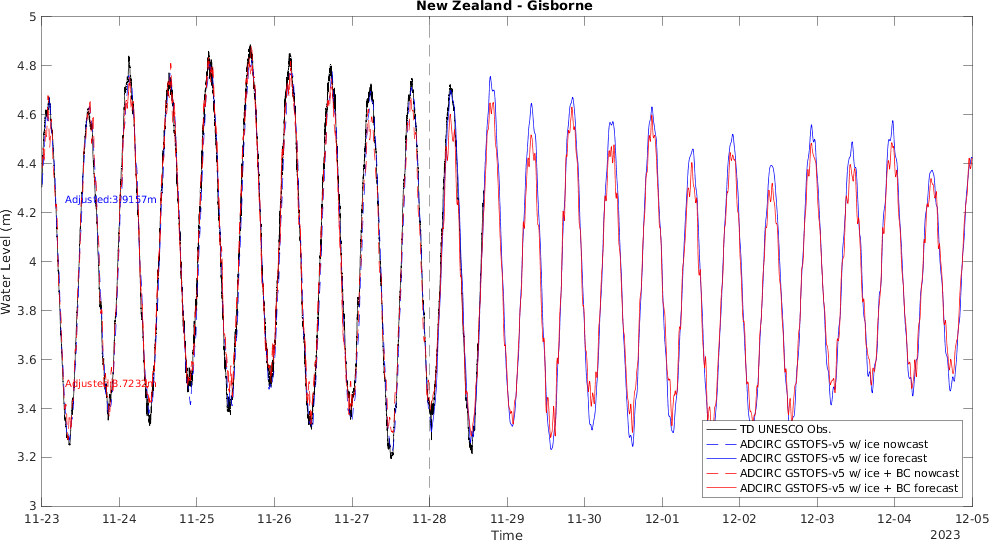 New Zealand - Gisborne
5
4.8
4.6
4.4
4.2
4
3.8
3.6
3.4
3.2
3
Water Level (m)
Adjusted:3.9157m
Adjusted:3.7232m
TD UNESCO Obs.
ADCIRC GSTOFS-v5 w/ ice nowcast
ADCIRC GSTOFS-v5 w/ ice forecast
ADCIRC GSTOFS-v5 w/ ice + BC nowcast
ADCIRC GSTOFS-v5 w/ ice + BC forecast
11-23 11-24 11-25 11-26 11-27 11-28 11-29 11-30 12-01 12-02 12-03 12-04 12-05
Time
2023